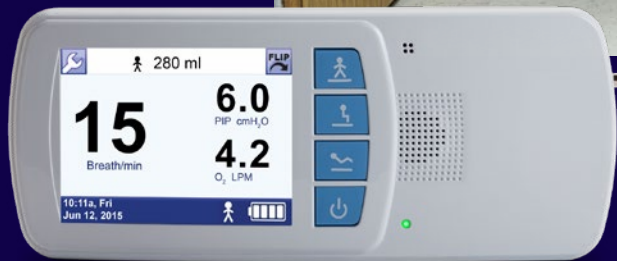 280 ml
FLIP
15
Breath/min
6.0
PIP cmH₂O
4.2
O₂ LPM
10:11a, Fri
Jun 12, 2015